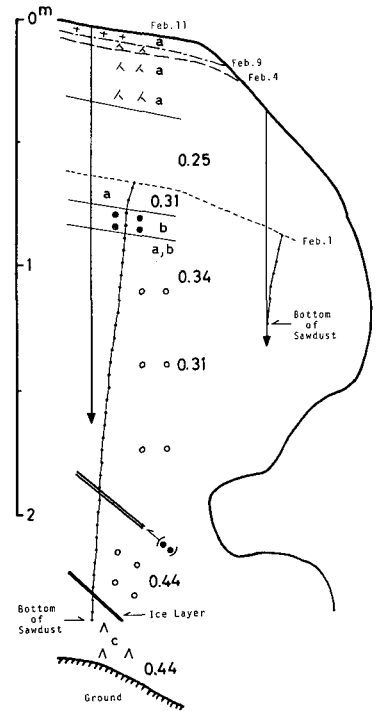 0m
Feb.11
a
Feb.9
a
Feb.4
a
0.25
a
0.31
b
Feb.1
a,b
1
0.34
Bottom
of
Sawdust
0.31
2
0.44
Bottom
of
Sawdust
Ice Layer
c
0.44
Ground